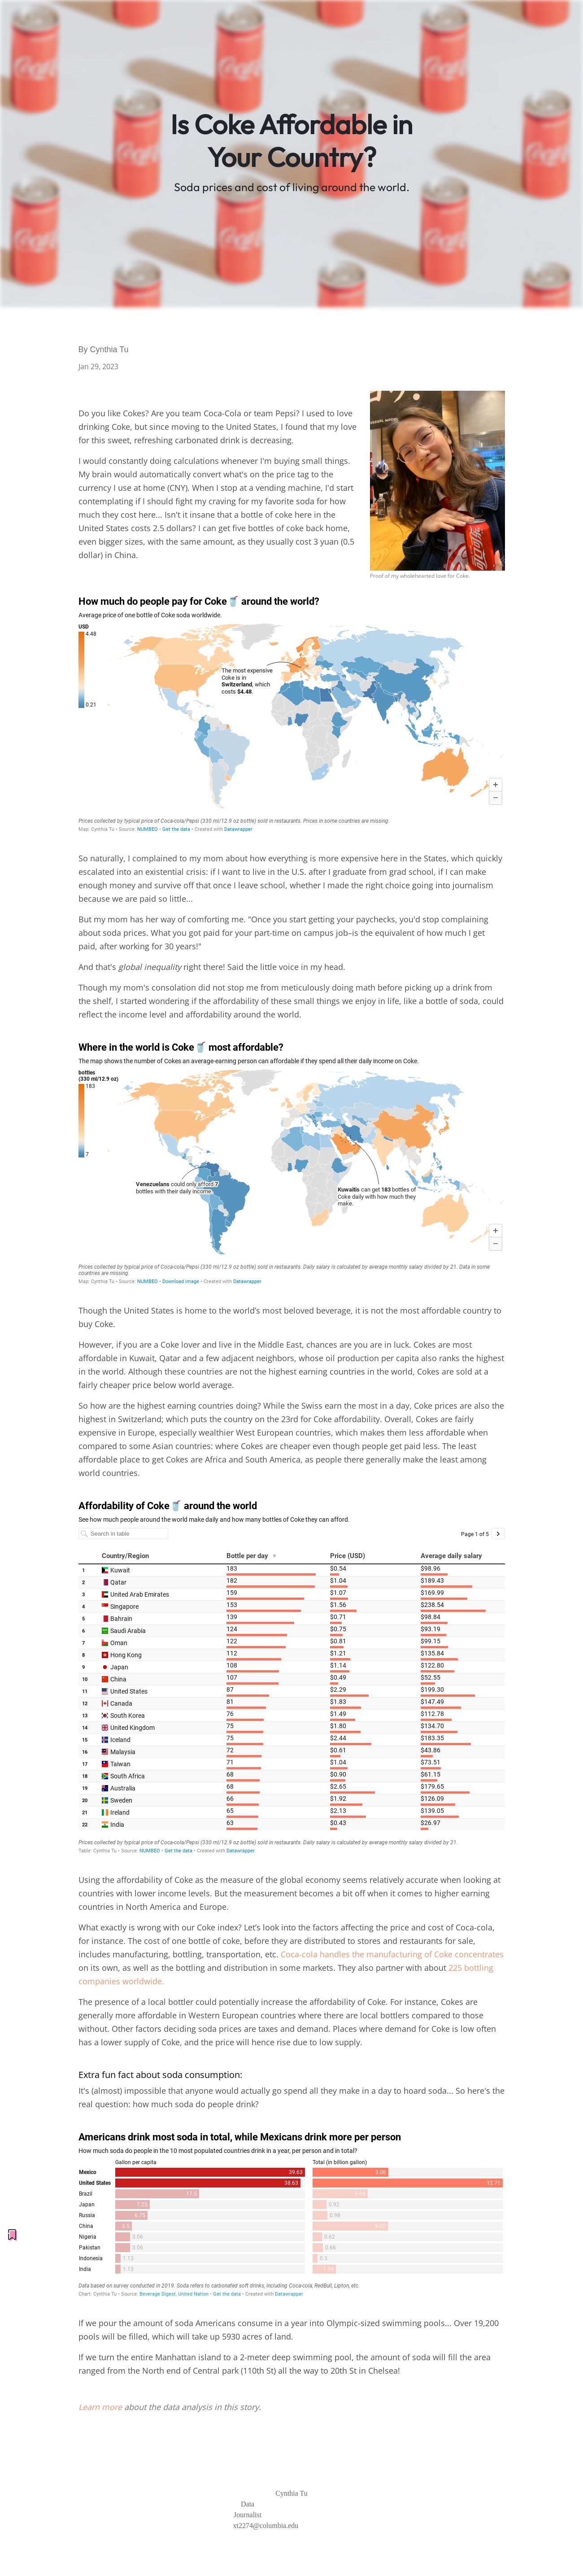 Is Coke Affordable in
Your Country?
Soda prices and cost of living around the world.
By Cynthia Tu
Jan 29, 2023
Do you like Cokes? Are you team Coca-Cola or team Pepsi? I used to love
drinking Coke, but since moving to the United States, I found that my love
for this sweet, refreshing carbonated drink is decreasing.
I would constantly doing calculations whenever I'm buying small things.
My brain would automatically convert what's on the price tag to the
currency I use at home (CNY). When I stop at a vending machine, I'd start
contemplating if I should fight my craving for my favorite soda for how
much they cost here... Isn't it insane that a bottle of coke here in the
United States costs 2.5 dollars? I can get five bottles of coke back home,
even bigger sizes, with the same amount, as they usually cost 3 yuan (0.5
dollar) in China.
Proof of my wholehearted love for Coke.
How much do people pay for Coke🥤 around the world?
Average price of one bottle of Coke soda worldwide.
USD
4.48
0.21
The most expensive
Coke is in
Switzerland, which
costs $4.48.
+
−
Prices collected by typical price of Coca-cola/Pepsi (330 ml/12.9 oz bottle) sold in restaurants. Prices in some countries are missing.
Map: Cynthia Tu • Source: NUMBEO • Get the data • Created with Datawrapper
So naturally, I complained to my mom about how everything is more expensive here in the States, which quickly
escalated into an existential crisis: if I want to live in the U.S. after I graduate from grad school, if I can make
enough money and survive off that once I leave school, whether I made the right choice going into journalism
because we are paid so little...
But my mom has her way of comforting me. "Once you start getting your paychecks, you'd stop complaining
about soda prices. What you got paid for your part-time on campus job–is the equivalent of how much I get
paid, after working for 30 years!"
And that's global inequality right there! Said the little voice in my head.
Though my mom's consolation did not stop me from meticulously doing math before picking up a drink from
the shelf, I started wondering if the affordability of these small things we enjoy in life, like a bottle of soda, could
reflect the income level and affordability around the world.
Where in the world is Coke🥤 most affordable?
The map shows the number of Cokes an average-earning person can affordable if they spend all their daily income on Coke.
bottles
(330 ml/12.9 oz)
183
7
Venezuelans could only afford 7
bottles with their daily income.
Kuwaitis can get 183 bottles of
Coke daily with how much they
make.
+
−
Prices collected by typical price of Coca-cola/Pepsi (330 ml/12.9 oz bottle) sold in restaurants. Daily salary is calculated by average monthly salary divided by 21. Data in some
countries are missing.
Map: Cynthia Tu • Source: NUMBEO • Download image • Created with Datawrapper
Though the United States is home to the world's most beloved beverage, it is not the most affordable country to
buy Coke.
However, if you are a Coke lover and live in the Middle East, chances are you are in luck. Cokes are most
affordable in Kuwait, Qatar and a few adjacent neighbors, whose oil production per capita also ranks the highest
in the world. Although these countries are not the highest earning countries in the world, Cokes are sold at a
fairly cheaper price below world average.
So how are the highest earning countries doing? While the Swiss earn the most in a day, Coke prices are also the
highest in Switzerland; which puts the country on the 23rd for Coke affordability. Overall, Cokes are fairly
expensive in Europe, especially wealthier West European countries, which makes them less affordable when
compared to some Asian countries: where Cokes are cheaper even though people get paid less. The least
affordable place to get Cokes are Africa and South America, as people there generally make the least among
world countries.
Affordability of Coke🥤 around the world
See how much people around the world make daily and how many bottles of Coke they can afford.
Search in table
Page 1 of 5 >
Country/Region Bottle per day ▼ Price (USD) Average daily salary
1 Kuwait 183 $0.54 $98.96
2 Qatar 182 $1.04 $189.43
3 United Arab Emirates 159 $1.07 $169.99
4 Singapore 153 $1.56 $238.54
5 Bahrain 139 $0.71 $98.84
6 Saudi Arabia 124 $0.75 $93.19
7 Oman 122 $0.81 $99.15
8 Hong Kong 112 $1.21 $135.84
9 Japan 108 $1.14 $122.80
10 China 107 $0.49 $52.55
11 United States 87 $2.29 $199.30
12 Canada 81 $1.83 $147.49
13 South Korea 76 $1.49 $112.78
14 United Kingdom 75 $1.80 $134.70
15 Iceland 75 $2.44 $183.35
16 Malaysia 72 $0.61 $43.86
17 Taiwan 71 $1.04 $73.51
18 South Africa 68 $0.90 $61.15
19 Australia 68 $2.65 $179.65
20 Sweden 66 $1.92 $126.09
21 Ireland 65 $2.13 $139.05
22 India 63 $0.43 $26.97
Prices collected by typical price of Coca-cola/Pepsi (330 ml/12.9 oz bottle) sold in restaurants. Daily salary is calculated by average monthly salary divided by 21.
Table: Cynthia Tu • Source: NUMBEO • Get the data • Created with Datawrapper
Using the affordability of Coke as the measure of the global economy seems relatively accurate when looking at
countries with lower income levels. But the measurement becomes a bit off when it comes to higher earning
countries in North America and Europe.
What exactly is wrong with our Coke index? Let's look into the factors affecting the price and cost of Coca-cola,
for instance. The cost of one bottle of coke, before they are distributed to stores and restaurants for sale,
includes manufacturing, bottling, transportation, etc. Coca-cola handles the manufacturing of Coke concentrates
on its own, as well as the bottling and distribution in some markets. They also partner with about 225 bottling
companies worldwide.
The presence of a local bottler could potentially increase the affordability of Coke. For instance, Cokes are
generally more affordable in Western European countries where there are local bottlers compared to those
without. Other factors deciding soda prices are taxes and demand. Places where demand for Coke is low often
has a lower supply of Coke, and the price will hence rise due to low supply.
Extra fun fact about soda consumption:
It's (almost) impossible that anyone would actually go spend all they make in a day to hoard soda... So here's the
real question: how much soda do people drink?
Americans drink most soda in total, while Mexicans drink more per person
How much soda do people in the 10 most populated countries drink in a year, per person and in total?
Gallon per capita Total (in billion gallon)
Mexico 39.63 5.06
United States 38.63 12.71
Brazil
Japan 7.25 0.92
Russia 6.75 0.98
China
Nigeria 3.06 0.62
Pakistan 3.06 0.66
Indonesia 1.13 0.3
India 1.13
Data based on survey conducted in 2019. Soda refers to carbonated soft drinks, including Coca-cola, RedBull, Lipton, etc.
Chart: Cynthia Tu • Source: Beverage Digest, United Nation • Get the data • Created with Datawrapper
If we pour the amount of soda Americans consume in a year into Olympic-sized swimming pools... Over 19,200
pools will be filled, which will take up 5930 acres of land.
If we turn the entire Manhattan island to a 2-meter deep swimming pool, the amount of soda will fill the area
ranged from the North end of Central park (110th St) all the way to 20th St in Chelsea!
Learn more about the data analysis in this story.
Cynthia Tu
Data
Journalist
xt2274@columbia.edu